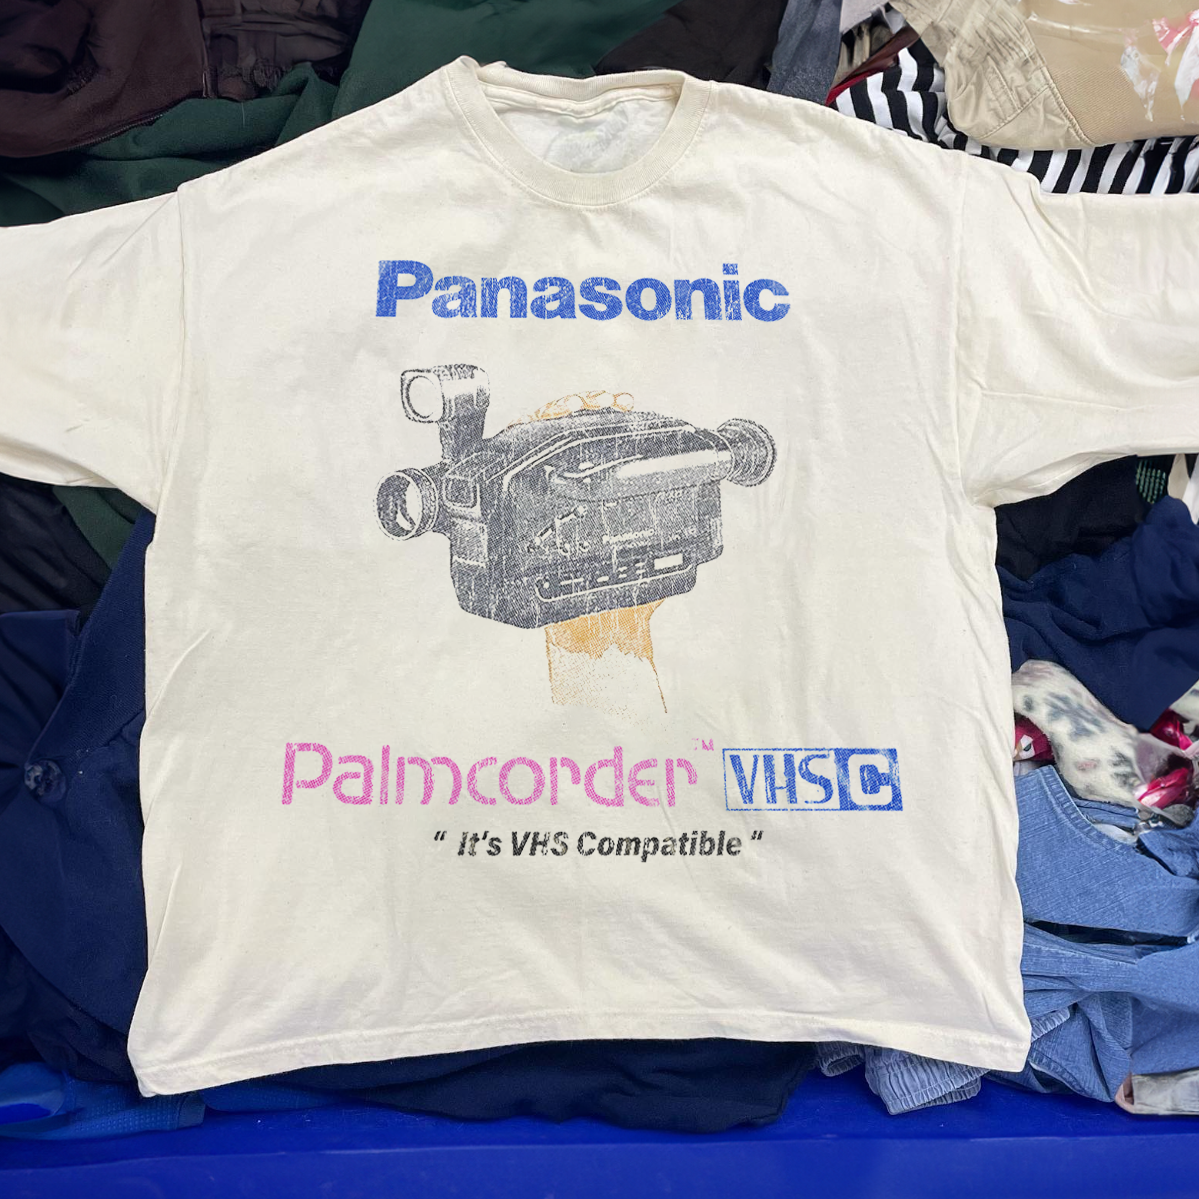 Panasonic
Palmcorder™ VHS C
“ It's VHS Compatible “